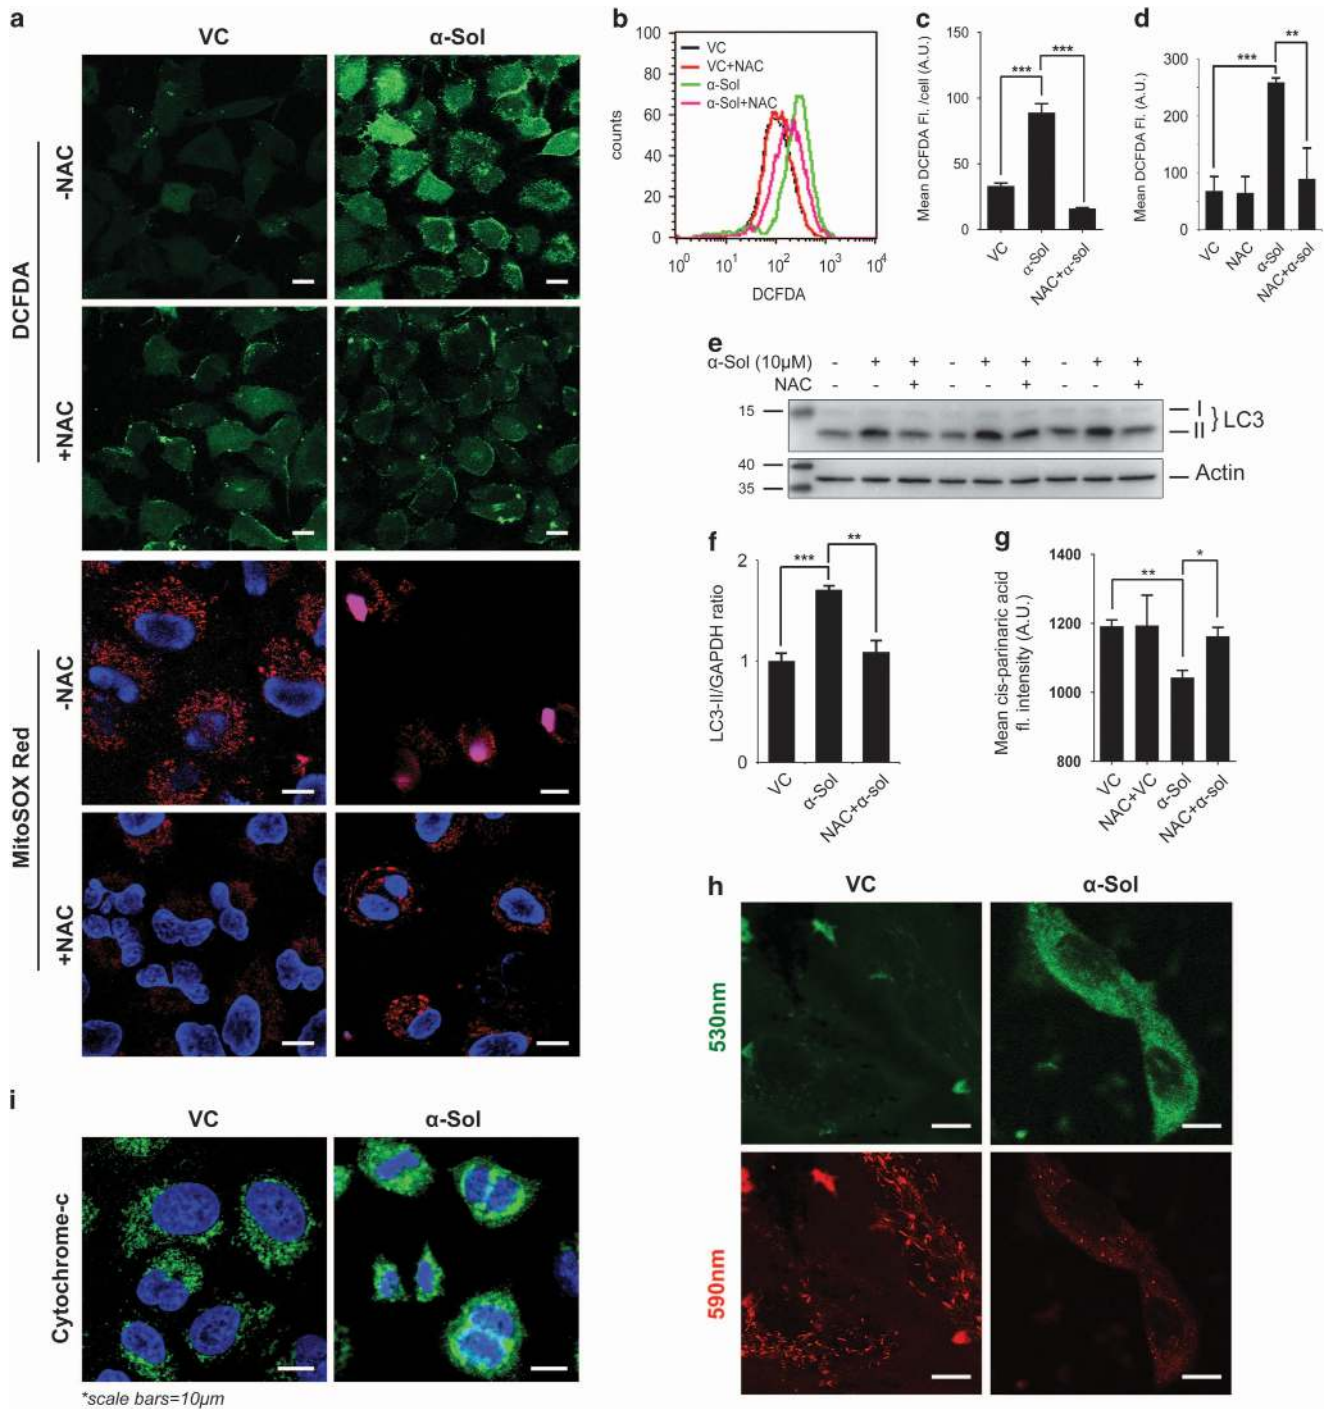 a
VC
α-Sol
DCFDA
-NAC
+NAC
MitoSOX Red
-NAC
+NAC
b
100
80
60
40
20
0
counts
VC
VC+NAC
α-Sol
α-Sol+NAC
10⁰
10¹
10²
10³
10⁴
DCFDA
c
Mean DCFDA Fl. /cell (A.U.)
150
100
50
0
***
***
VC
α-Sol
NAC+α-sol
d
Mean DCFDA Fl. (A.U.)
300
200
100
0
***
**
VC
NAC
α-Sol
NAC+α-sol
e
α-Sol (10μM) - + + - + + - + +
NAC - - + - - + - - +
15
I
II
} LC3
40
35
Actin
f
LC3-II/GAPDH ratio
2
1
0
***
**
VC
α-Sol
NAC+α-sol
g
Mean cis-parinaric acid
fl. intensity (A.U.)
1400
1200
1000
800
**
*
VC
NAC+VC
α-Sol
NAC+α-sol
h
VC
α-Sol
530nm
590nm
i
VC
α-Sol
Cytochrome-c
*scale bars=10μm